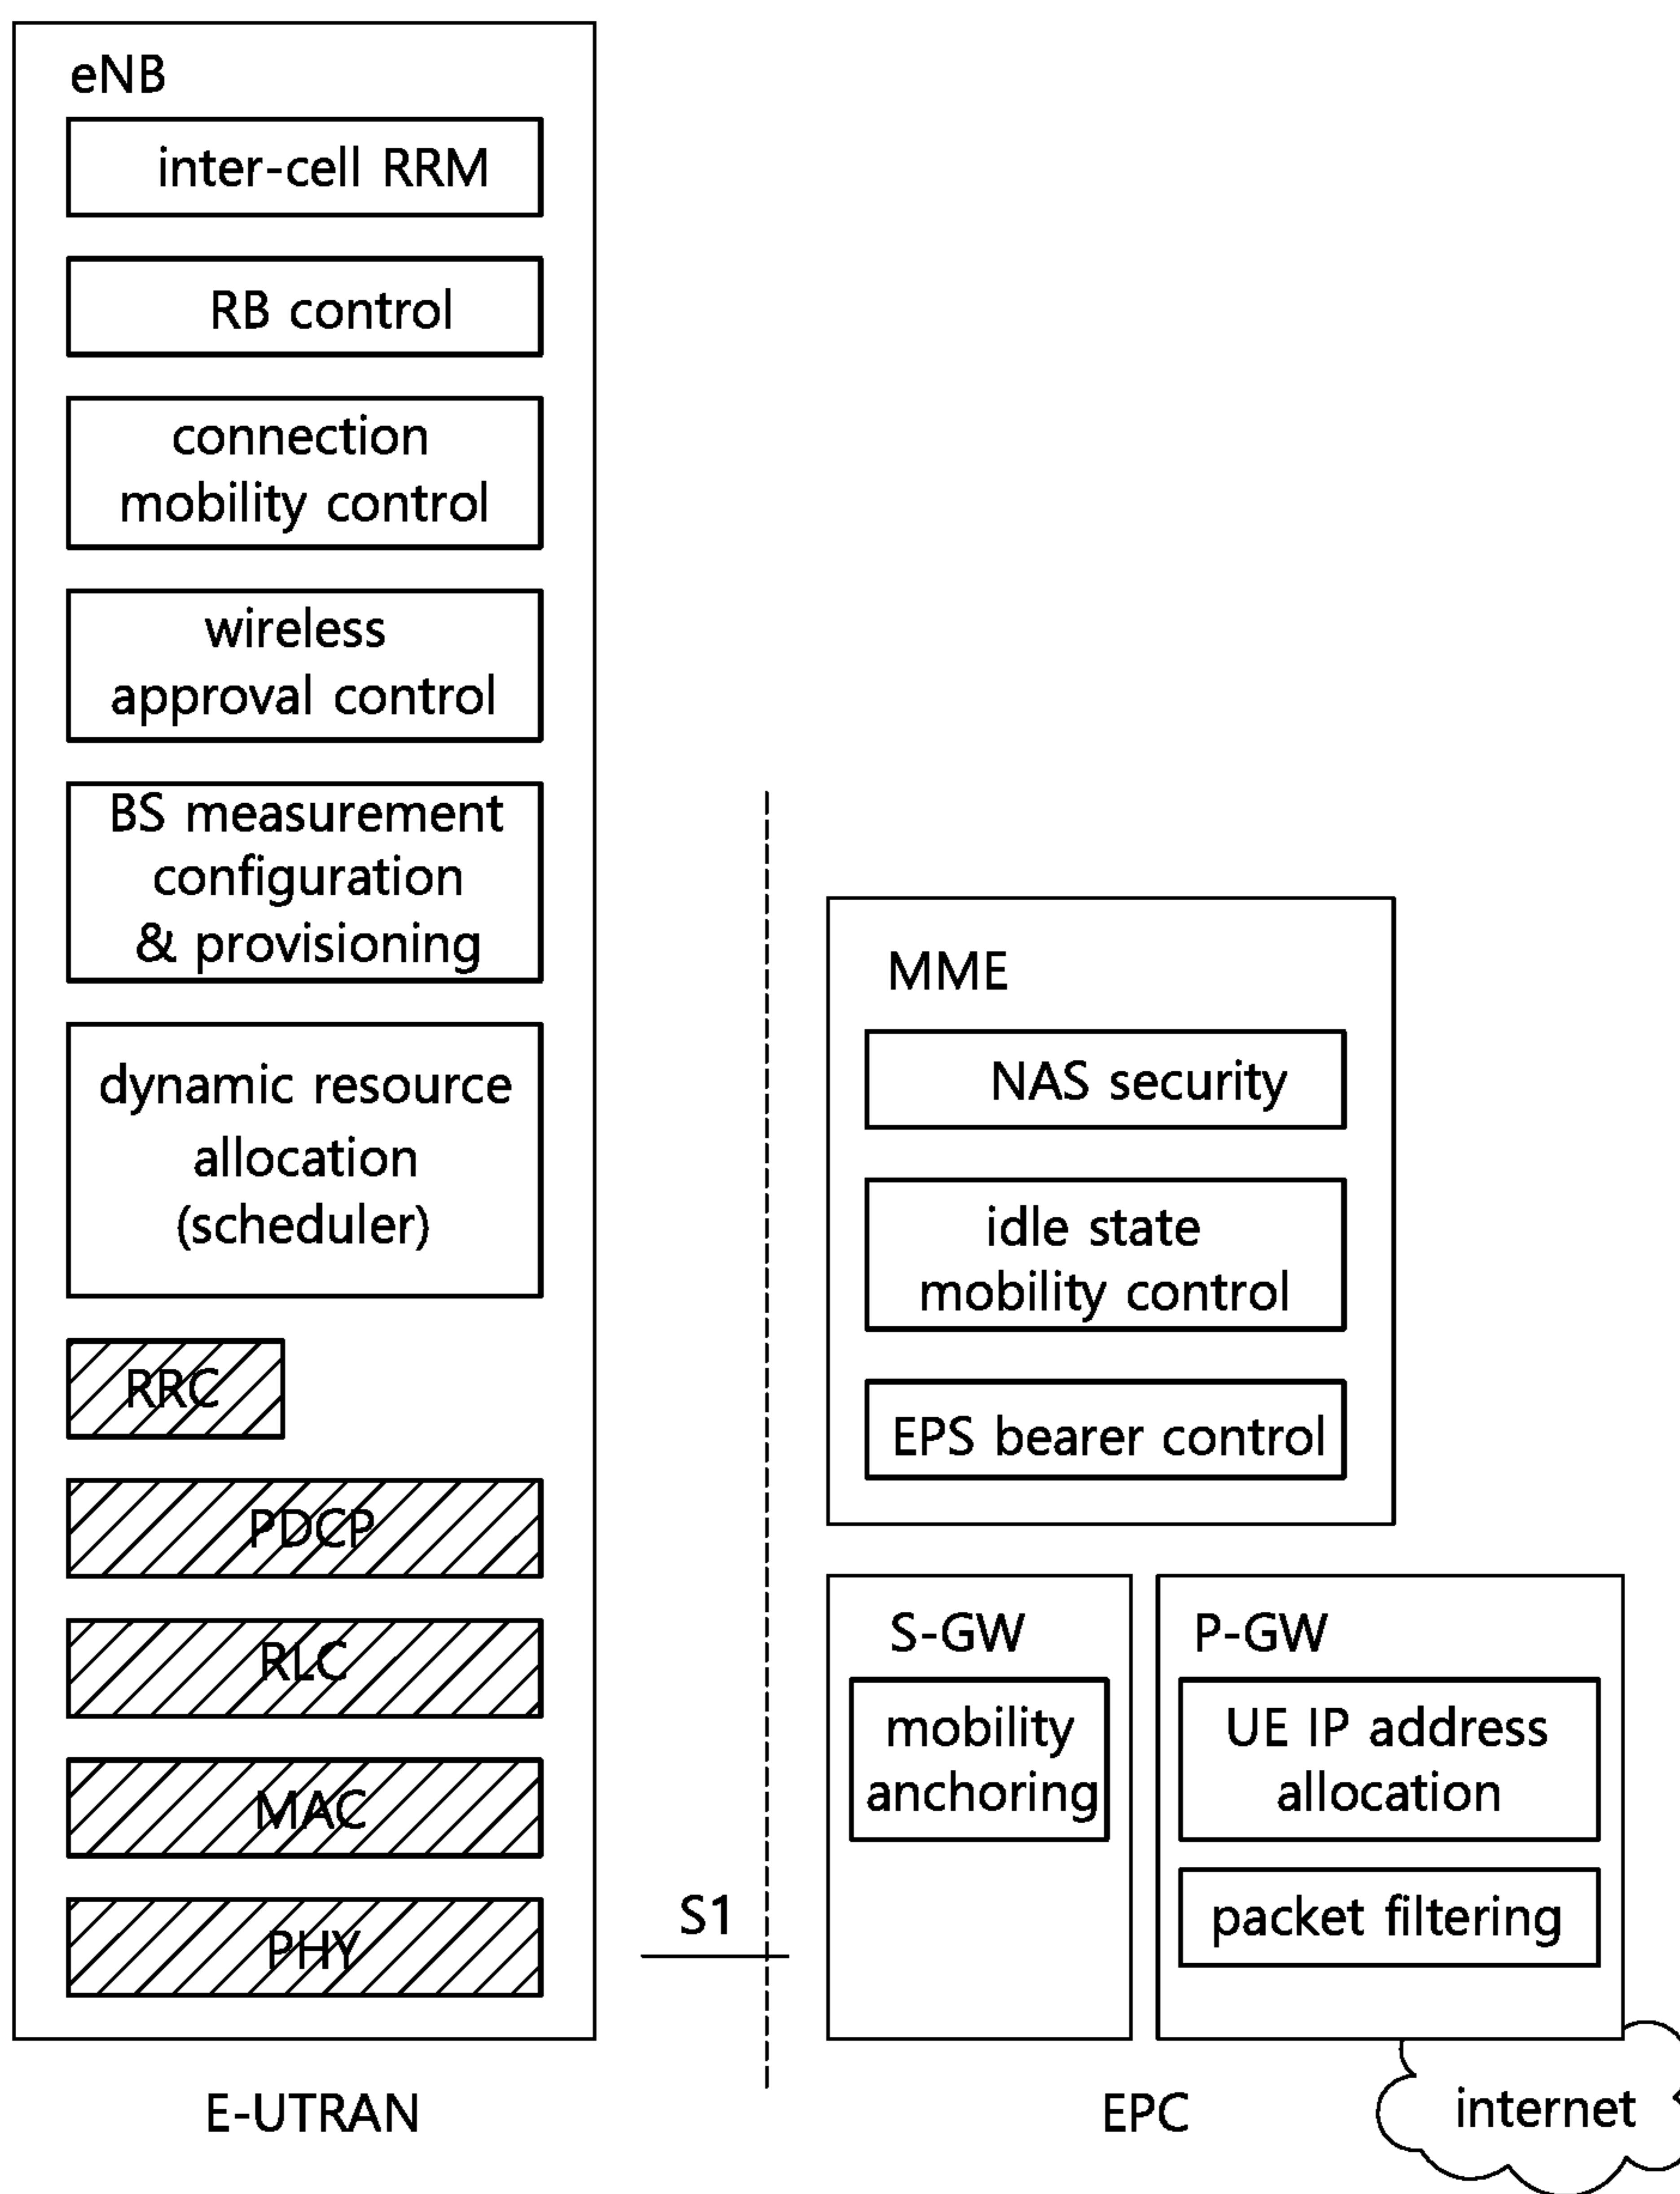 eNB
inter-cell RRM
RB control
connection
mobility control
wireless
approval control
BS measurement
configuration
& provisioning
dynamic resource
allocation
(scheduler)
RRC
PDCP
RLC
MAC
PHY
E-UTRAN
S1
MME
NAS security
idle state
mobility control
EPS bearer control
S-GW
mobility
anchoring
P-GW
UE IP address
allocation
packet filtering
EPC
internet